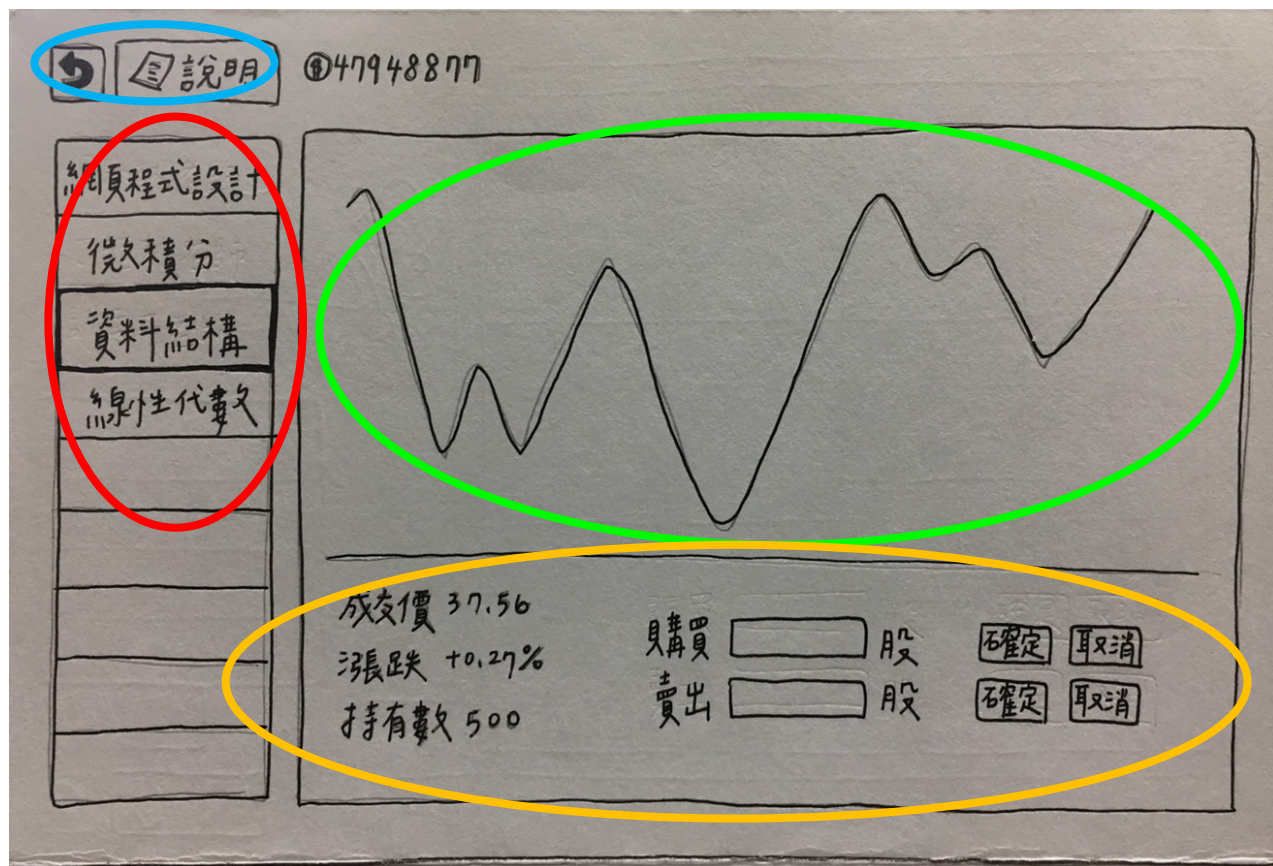 說明
$47948877
網頁程式設計
微積分
資料結構
線性代數
成交價 37.56
漲跌 +0.27%
持有數 500
購買 股 確定 取消
賣出 股 確定 取消